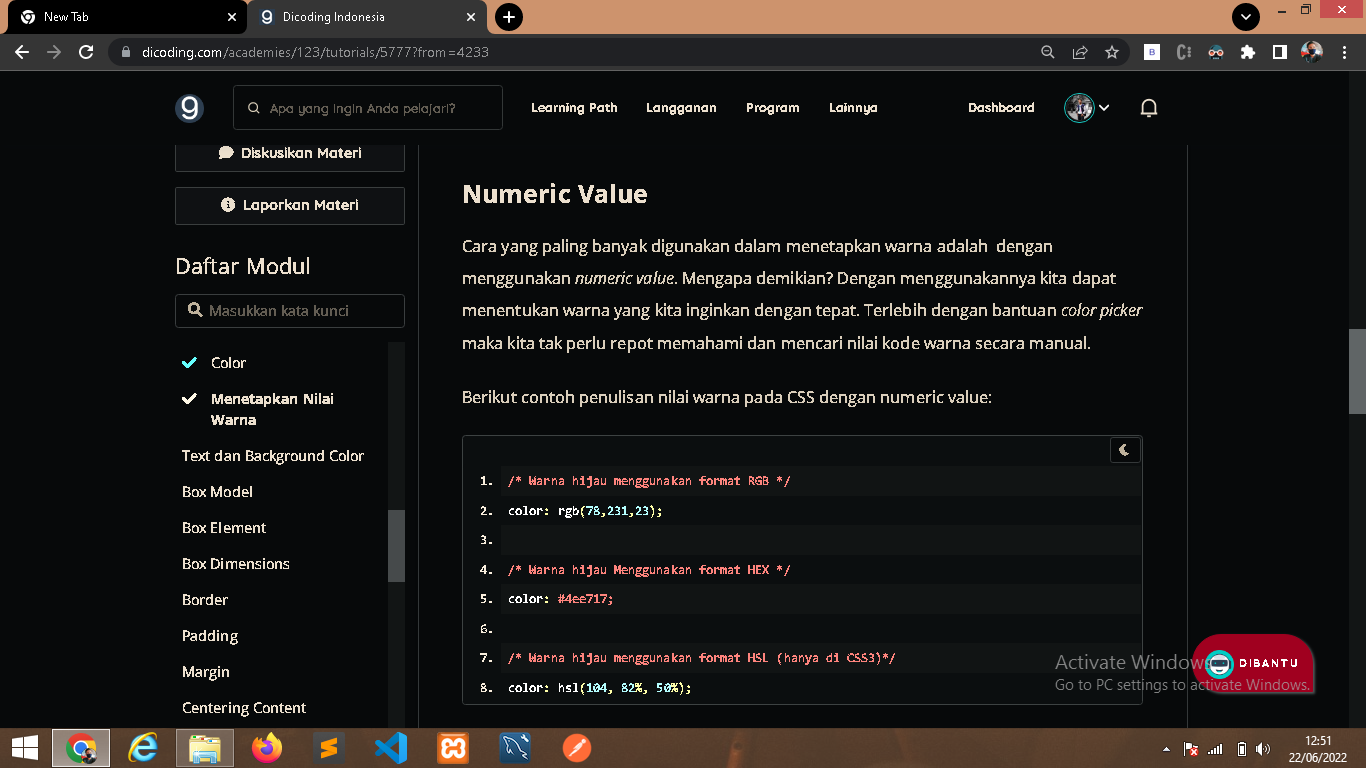 New Tab
Dicoding Indonesia
dicoding.com/academies/123/tutorials/5777?from=4233
Apa yang ingin Anda pelajari?
Learning Path
Langganan
Program
Lainnya
Dashboard
Diskusikan Materi
Laporkan Materi
Daftar Modul
Masukkan kata kunci
Color
Menetapkan Nilai
Warna
Text dan Background Color
Box Model
Box Element
Box Dimensions
Border
Padding
Margin
Centering Content
Numeric Value
Cara yang paling banyak digunakan dalam menetapkan warna adalah dengan
menggunakan numeric value. Mengapa demikian? Dengan menggunakannya kita dapat
menentukan warna yang kita inginkan dengan tepat. Terlebih dengan bantuan color picker
maka kita tak perlu repot memahami dan mencari nilai kode warna secara manual.
Berikut contoh penulisan nilai warna pada CSS dengan numeric value:
1. /* Warna hijau menggunakan format RGB */
2. color: rgb(78,231,23);
3.
4. /* Warna hijau Menggunakan format HEX */
5. color: #4ee717;
6.
7. /* Warna hijau menggunakan format HSL (hanya di CSS3)*/
8. color: hsl(104, 82%, 50%);
Activate Windows
Go to PC settings to activate Windows.
DIBANTU
12:51
22/06/2022